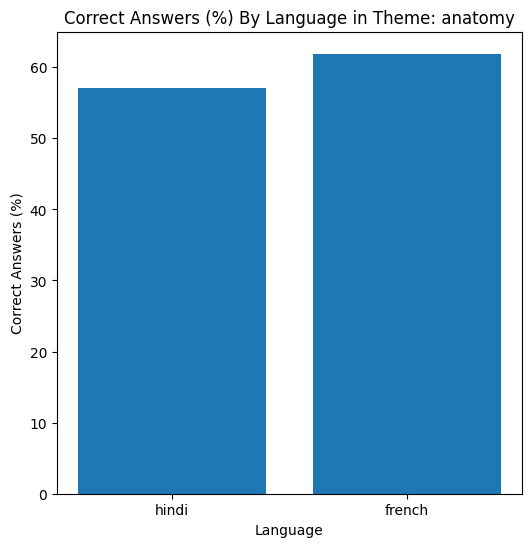 Correct Answers (%) By Language in Theme: anatomy
Correct Answers (%)
60
50
40
30
20
10
0
hindi
french
Language